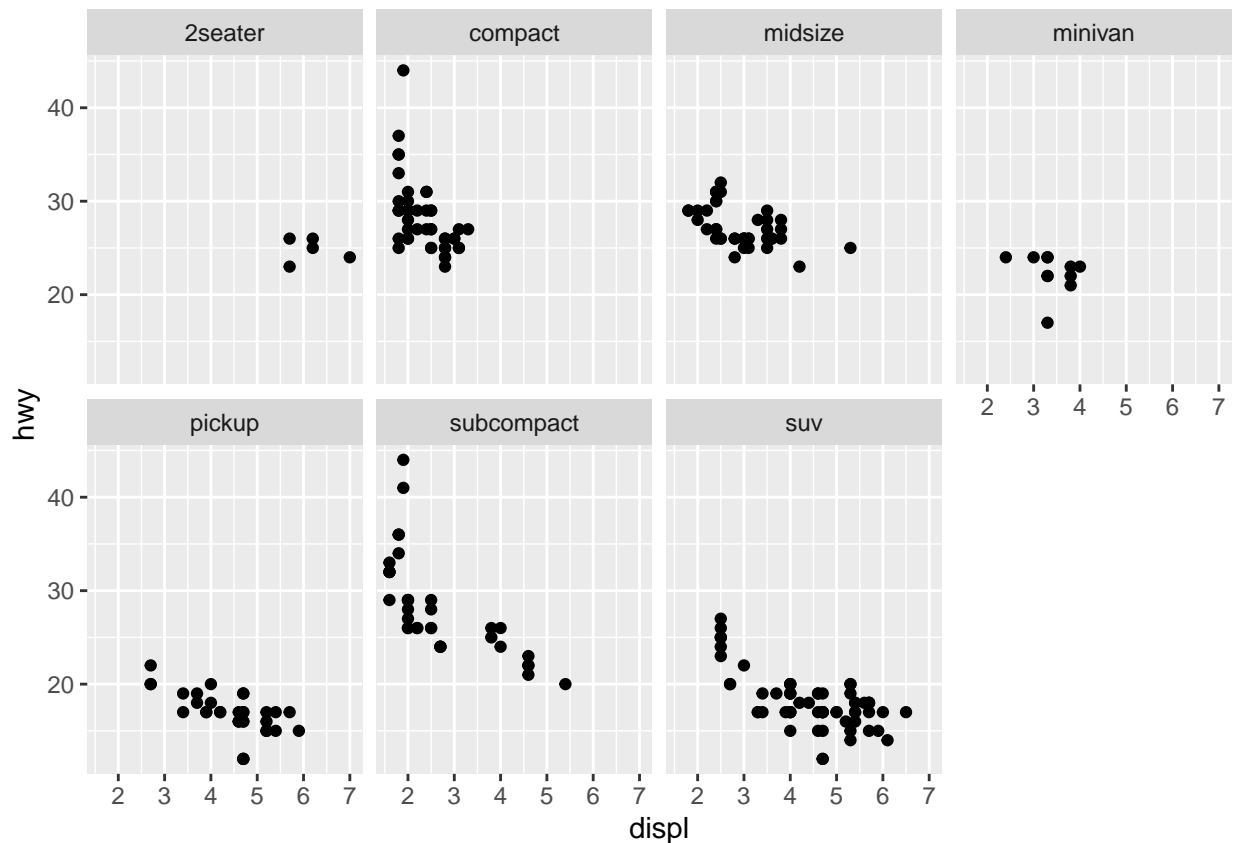 2seater compact midsize minivan
40
30
20
2 3 4 5 6 7
hwy
pickup subcompact suv
40
30
20
2 3 4 5 6 7 2 3 4 5 6 7 2 3 4 5 6 7
displ